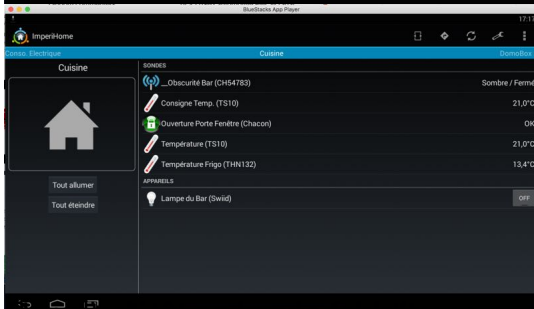 BlueStacks App Player
17:17
ImperiHome
Conso. Electrique
Cuisine
DomoBox
Cuisine
Tout allumer
Tout éteindre
SONDES
__Obscurité Bar (CH54783) Sombre / Fermé
Consigne Temp. (TS10) 21,0°C
Ouverture Porte Fenêtre (Chacon) OK
Température (TS10) 21,0°C
Température Frigo (THN132) 13,4°C
APPAREILS
Lampe du Bar (Swiid) OFF